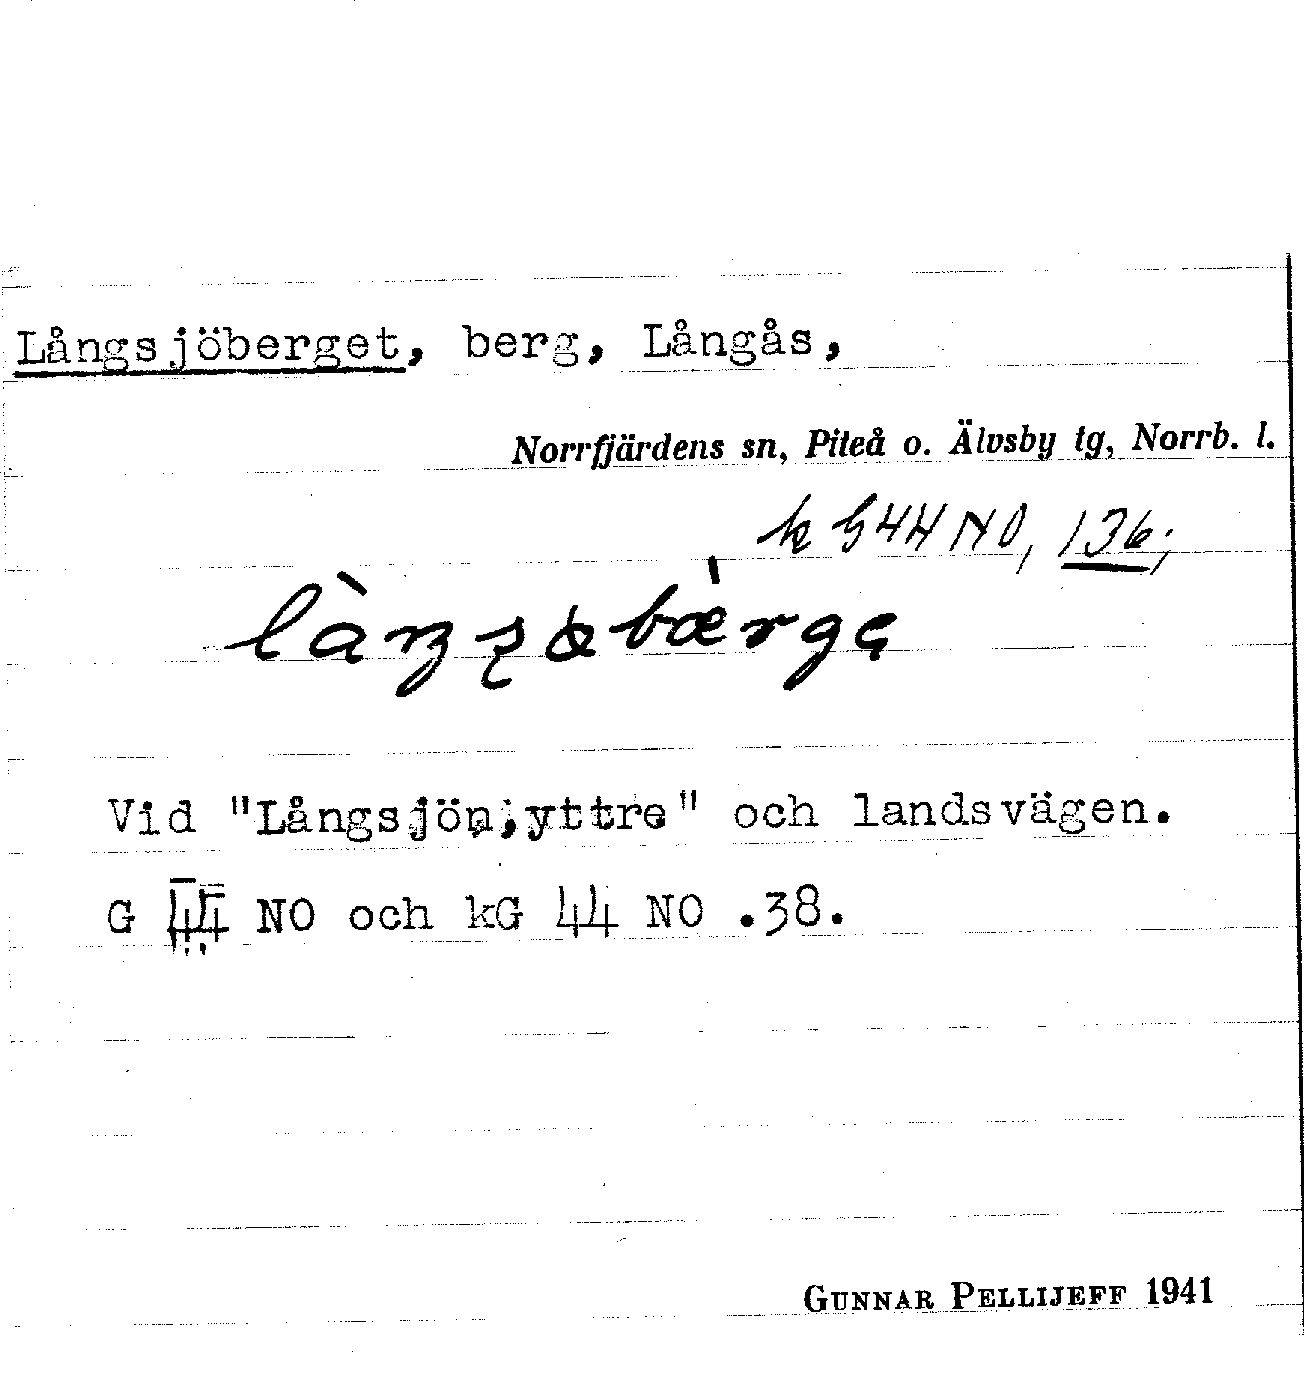 Långsjöberget, berg, Långås,
Norrfjärdens sn, Piteå o. Älvsby tg, Norrb. l.
k G44 NO, 136;
Vid "Långsjön, yttre" och landsvägen.
G 44 NO och kG 44 NO .38.
GUNNAR PELLIJEFF 1941